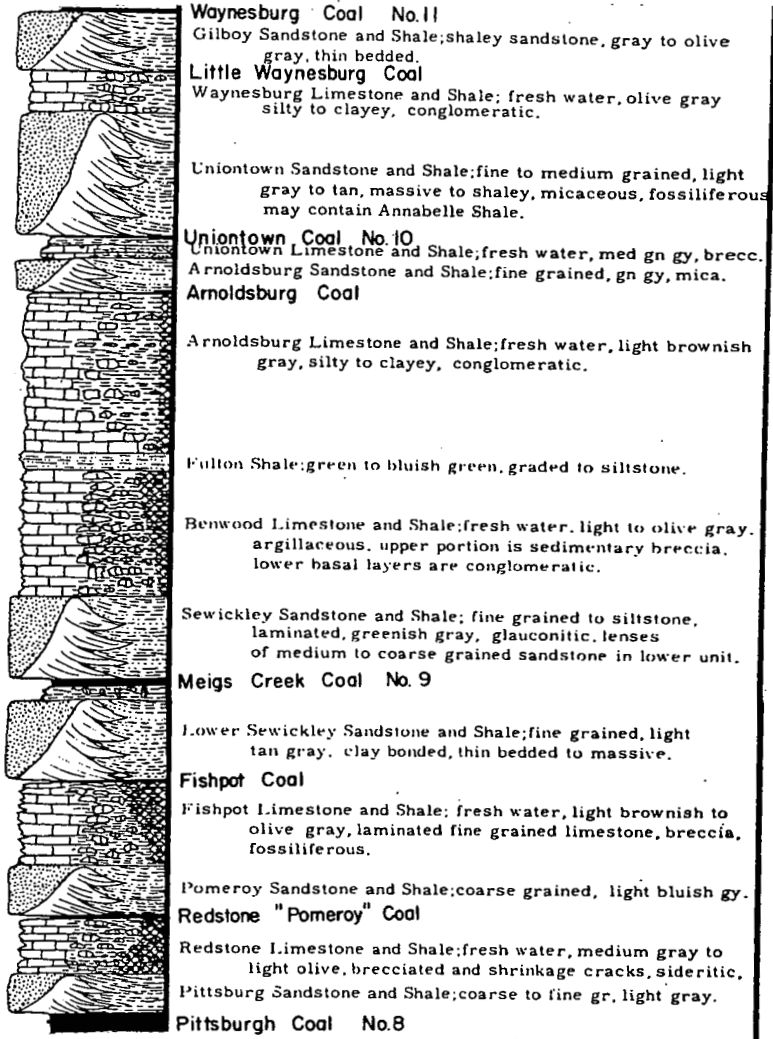 Waynesburg Coal No.11
Gilboy Sandstone and Shale;shaley sandstone, gray to olive
gray, thin bedded.
Little Waynesburg Coal
Waynesburg Limestone and Shale; fresh water, olive gray
silty to clayey, conglomeratic.
Uniontown Sandstone and Shale;fine to medium grained, light
gray to tan, massive to shaley, micaceous, fossiliferous
may contain Annabelle Shale.
Uniontown Coal No.10
Uniontown Limestone and Shale;fresh water, med gn gy, brecc.
Arnoldsburg Sandstone and Shale;fine grained, gn gy, mica.
Arnoldsburg Coal
Arnoldsburg Limestone and Shale;fresh water, light brownish
gray, silty to clayey, conglomeratic.
Fulton Shale;green to bluish green, graded to siltstone.
Benwood Limestone and Shale;fresh water. light to olive gray.
argillaceous. upper portion is sedimentary breccia.
lower basal layers are conglomeratic.
Sewickley Sandstone and Shale; fine grained to siltstone,
laminated, greenish gray, glauconitic. lenses
of medium to coarse grained sandstone in lower unit.
Meigs Creek Coal No. 9
Lower Sewickley Sandstone and Shale;fine grained, light
tan gray. clay bonded, thin bedded to massive.
Fishpot Coal
Fishpot Limestone and Shale; fresh water, light brownish to
olive gray, laminated fine grained limestone, breccia,
fossiliferous.
Pomeroy Sandstone and Shale;coarse grained, light bluish gy.
Redstone "Pomeroy" Coal
Redstone Limestone and Shale;fresh water, medium gray to
light olive, brecciated and shrinkage cracks, sideritic,
Pittsburg Sandstone and Shale;coarse to fine gr, light gray.
Pittsburgh Coal No.8